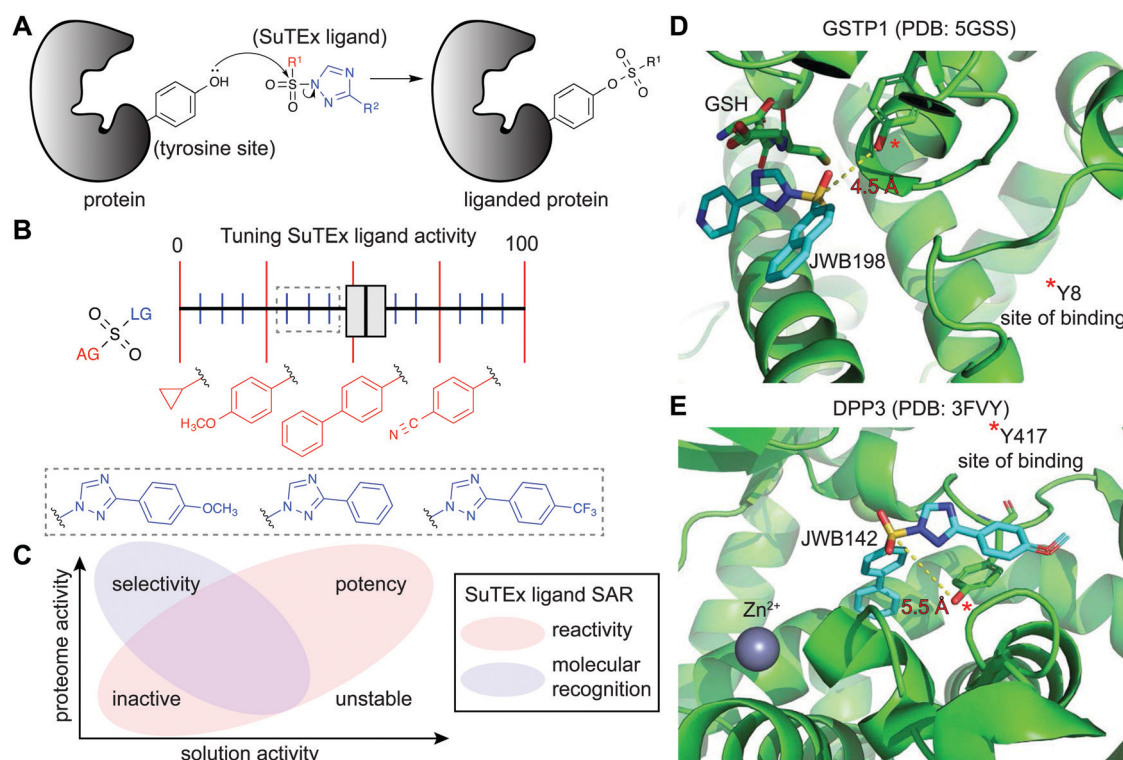 A
(SuTEx ligand)
OH
R¹
O
S
O
N
N
N
R²
O
O
S
R¹
O
(tyrosine site)
protein
liganded protein
B
Tuning SuTEx ligand activity
0
100
O
LG
S
AG
O
H₃CO
N
N
N
N
OCH₃
N
N
N
N
N
N
CF₃
C
proteome activity
selectivity
potency
inactive
unstable
solution activity
SuTEx ligand SAR
reactivity
molecular
recognition
D
GSTP1 (PDB: 5GSS)
GSH
*
4.5 Å
JWB198
*Y8
site of binding
E
DPP3 (PDB: 3FVY)
*Y417
site of binding
JWB142
5.5 Å
*
Zn²⁺